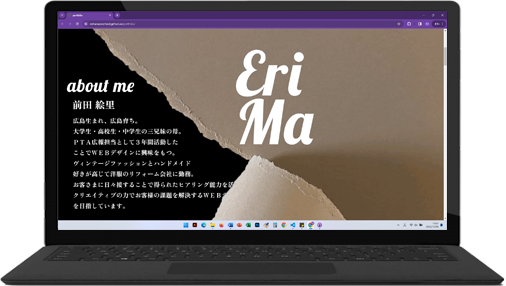 about me
前田 絵里
広島生まれ、広島育ち。
大学生・高校生・中学生の三兄妹の母。
PTA広報担当として3年間活動した
ことでWEBデザインに興味をもつ。
ヴィンテージファッションとハンドメイド
好きが高じて洋服のリフォーム会社に勤務。
お客さまに日々接することで得られたヒアリング能力を活
クリエイティブの力でお客様の課題を解決するWEB
を目指しています。
Eri
Ma